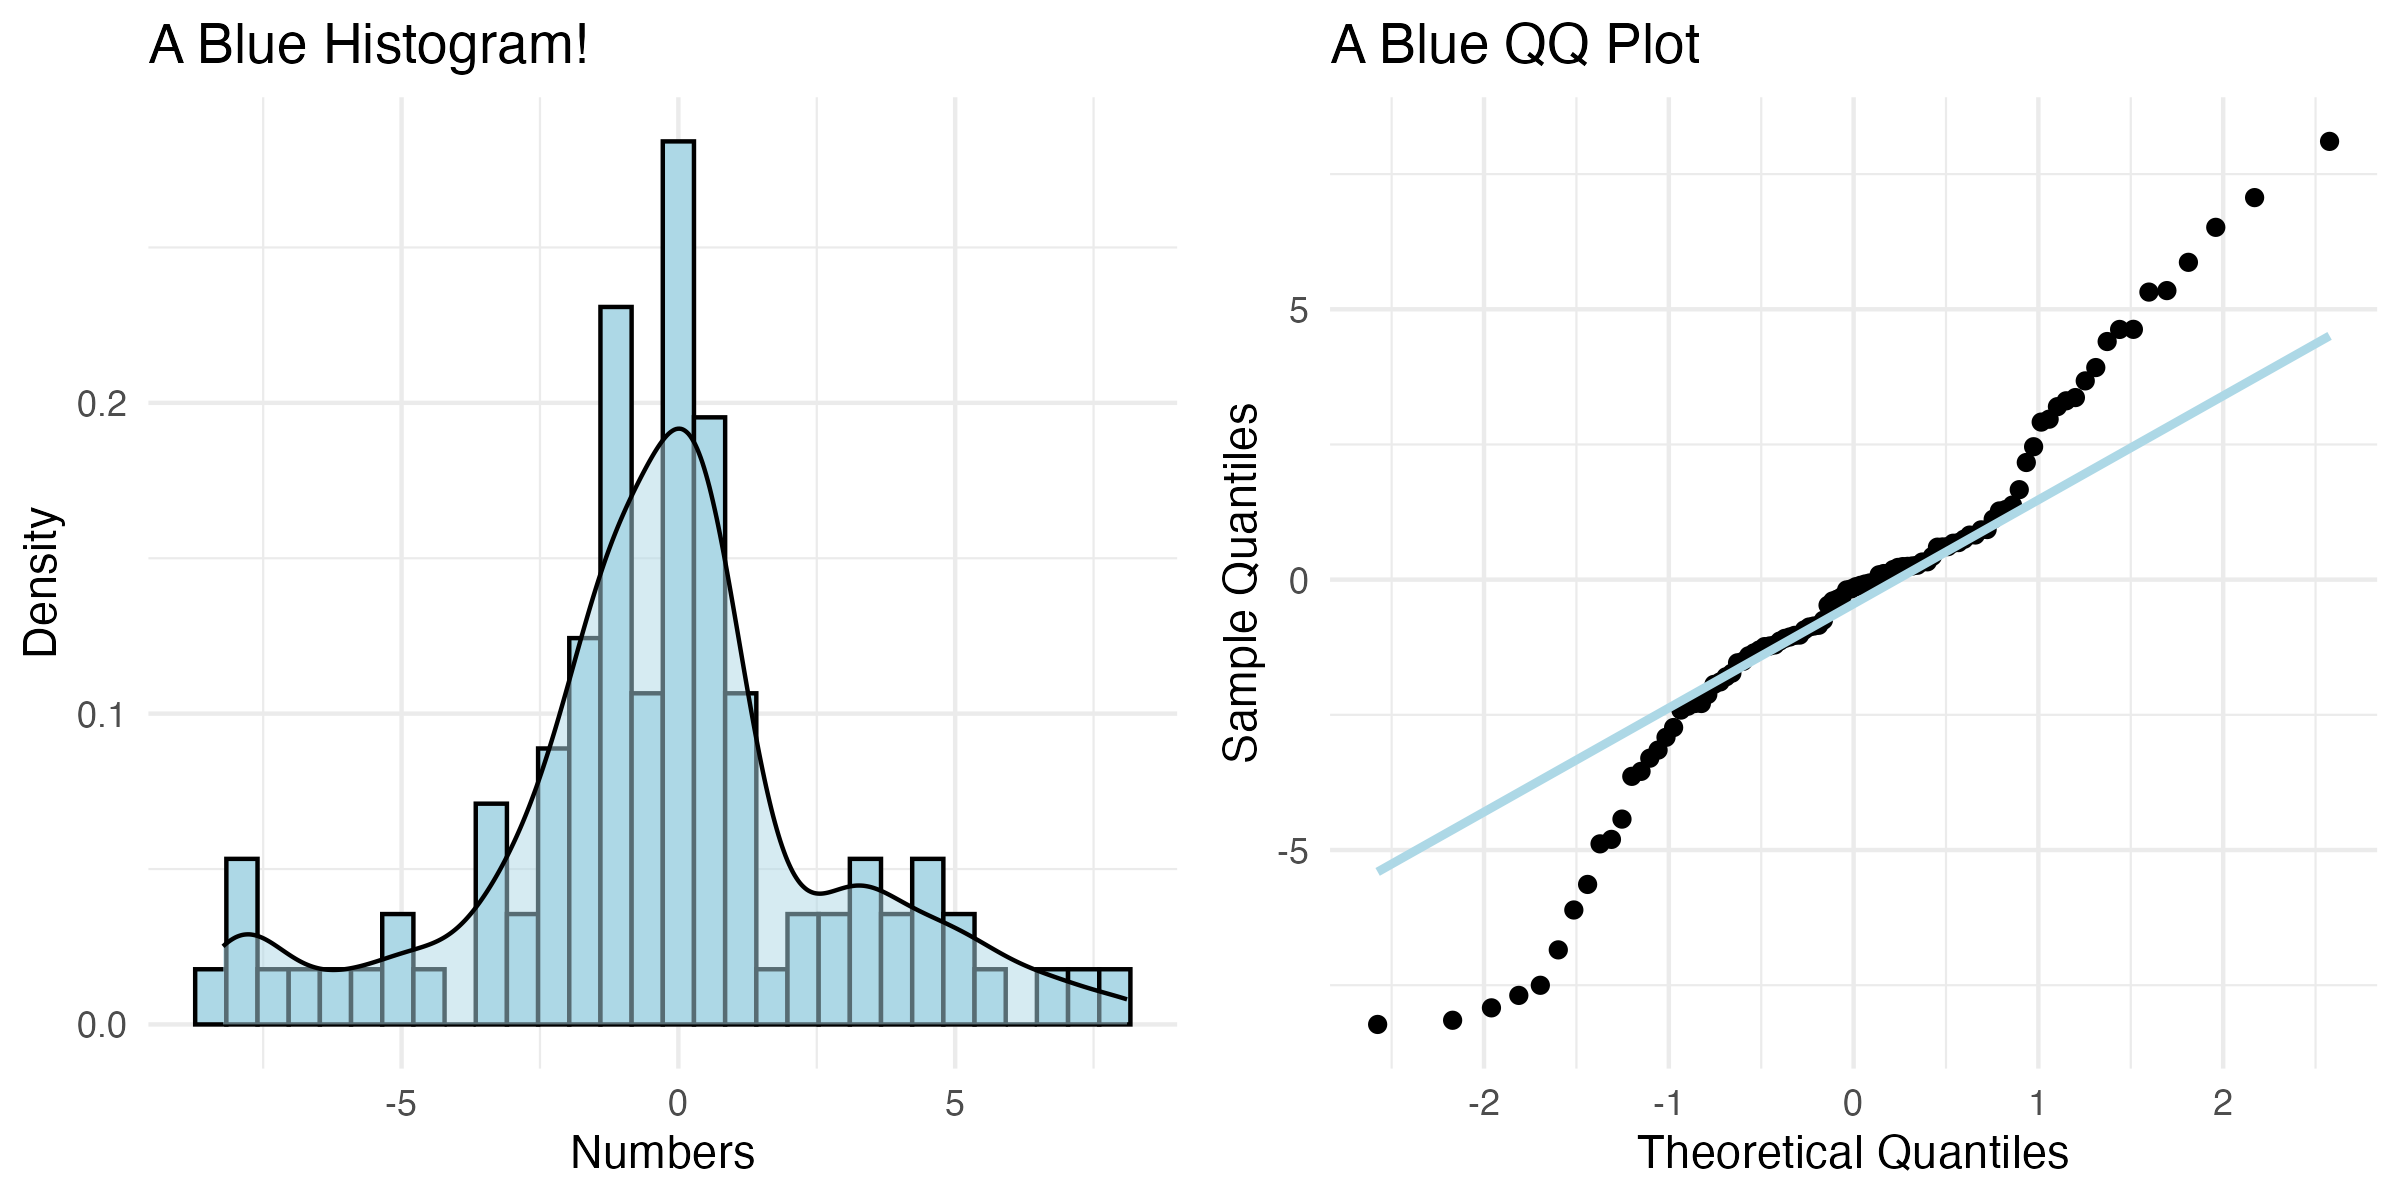 A Blue Histogram!
Density
0.2
0.1
0.0
-5
0
5
Numbers
A Blue QQ Plot
Sample Quantiles
5
0
-5
-2
-1
0
1
2
Theoretical Quantiles